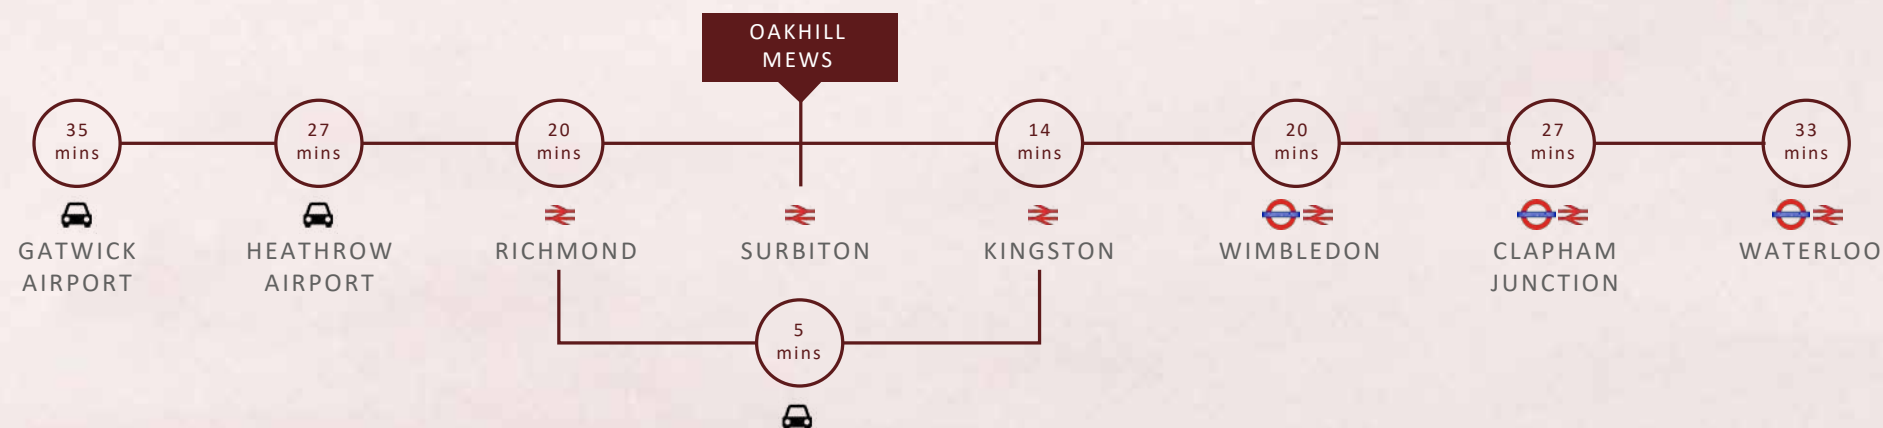 OAKHILL
MEWS
35
mins
27
mins
20
mins
14
mins
20
mins
27
mins
33
mins
GATWICK
AIRPORT
HEATHROW
AIRPORT
RICHMOND
SURBITON
KINGSTON
WIMBLEDON
CLAPHAM
JUNCTION
WATERLOO
5
mins